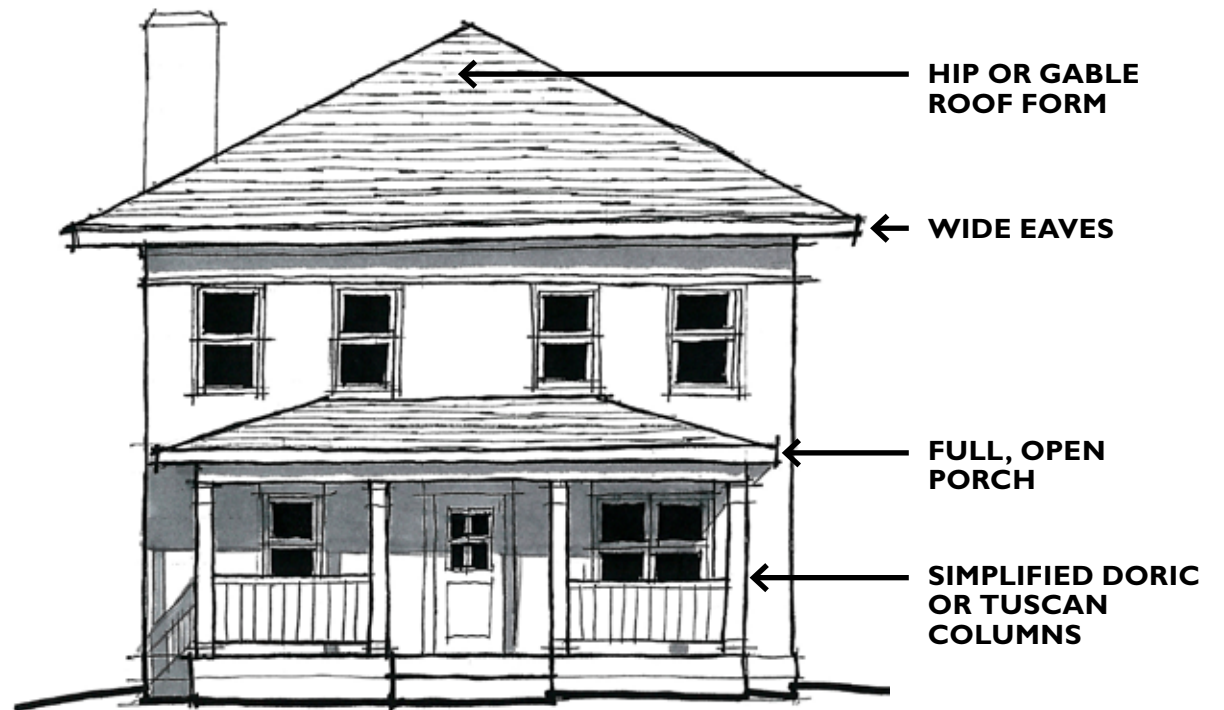 HIP OR GABLE
ROOF FORM
WIDE EAVES
FULL, OPEN
PORCH
SIMPLIFIED DORIC
OR TUSCAN
COLUMNS